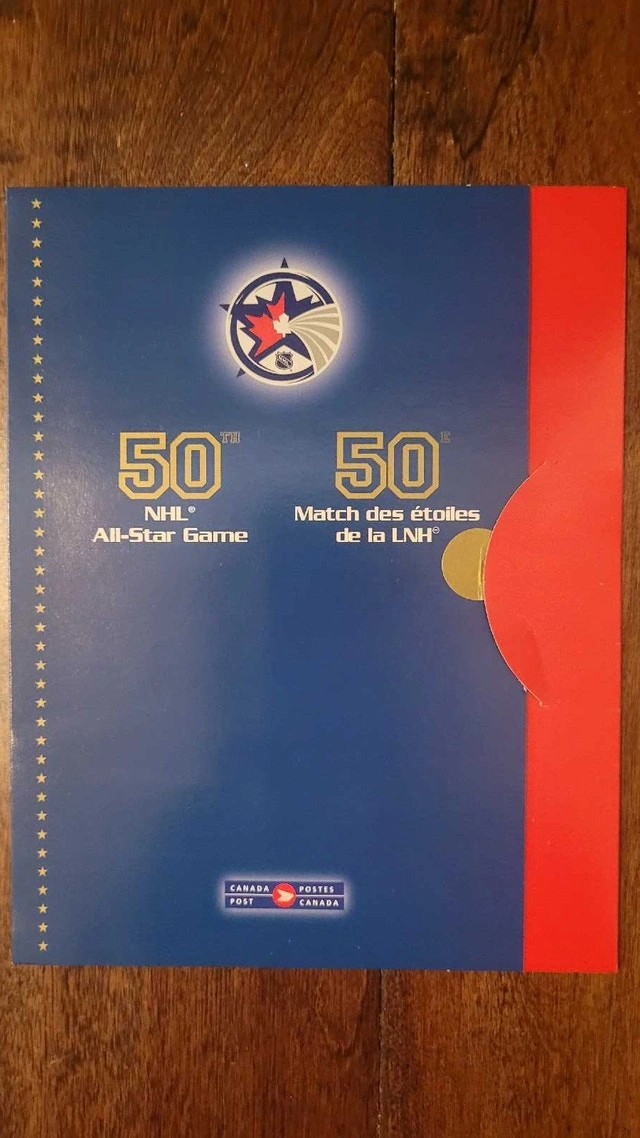 50TH
NHL®
All-Star Game
50E
Match des étoiles
de la LNH®
CANADA POSTES
POST CANADA